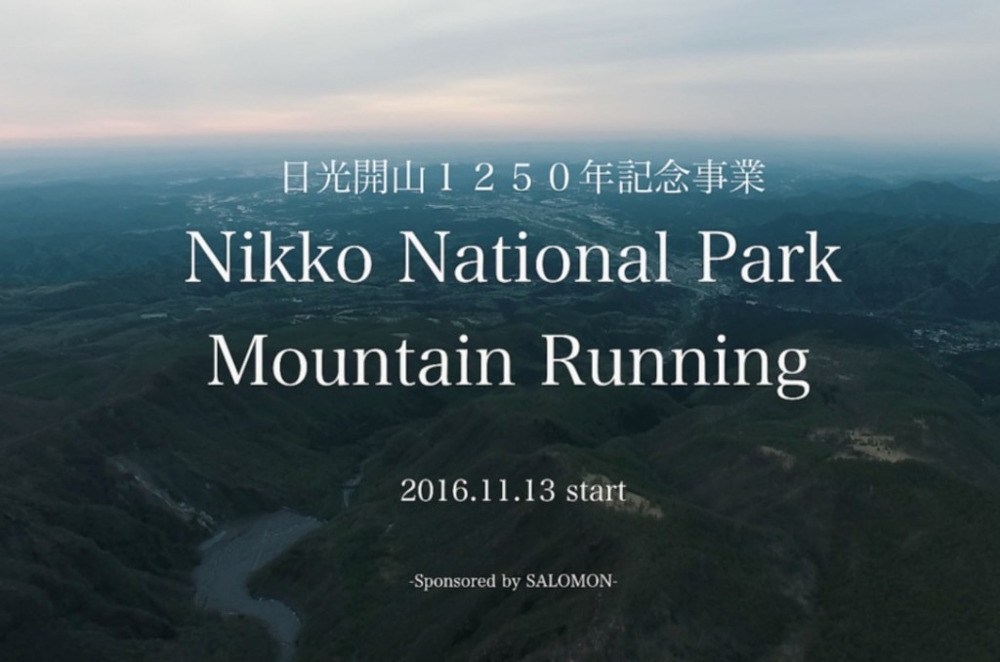 日光開山１２５０年記念事業
Nikko National Park
Mountain Running
2016.11.13 start
-Sponsored by SALOMON-